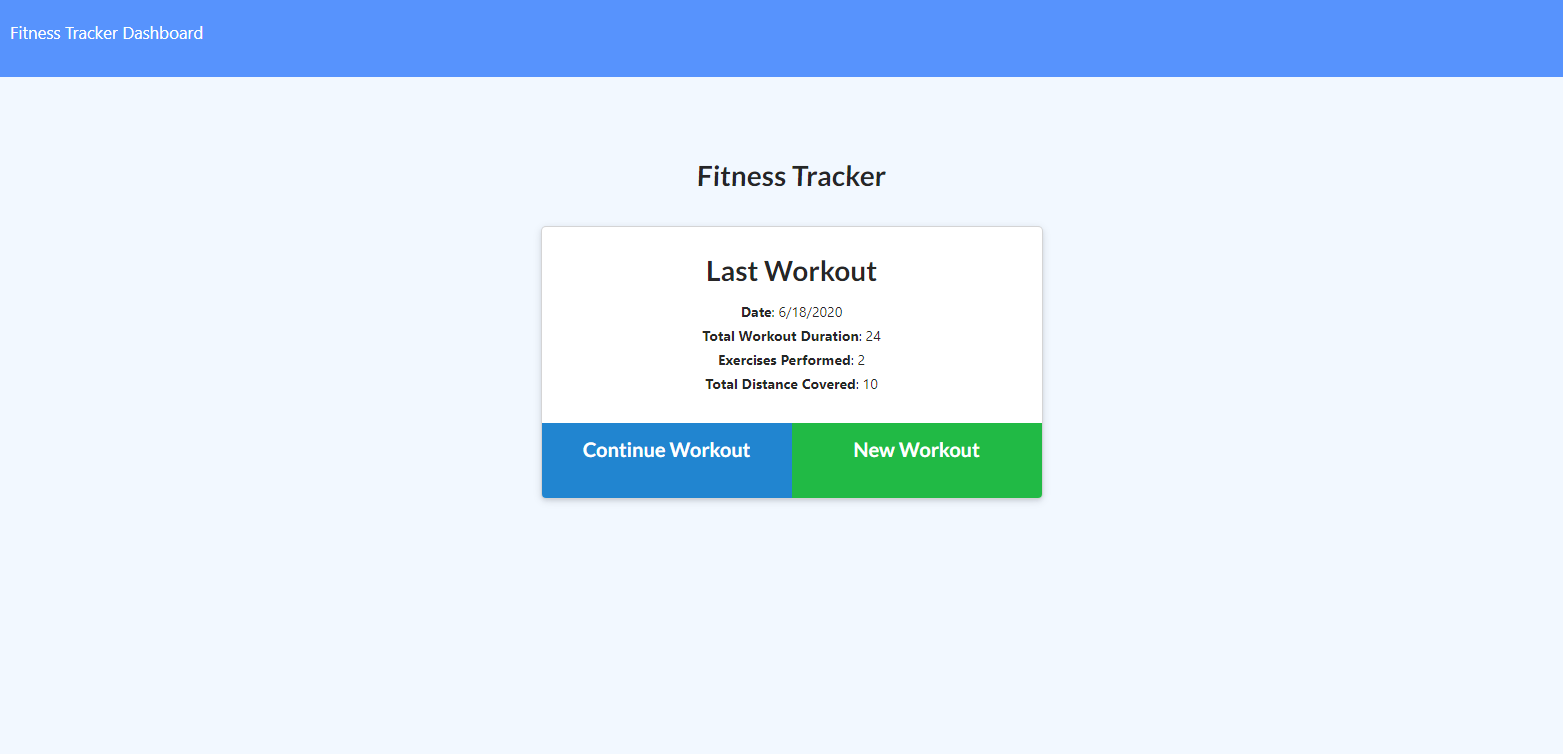 Fitness Tracker Dashboard
Fitness Tracker
Last Workout
Date: 6/18/2020
Total Workout Duration: 24
Exercises Performed: 2
Total Distance Covered: 10
Continue Workout
New Workout